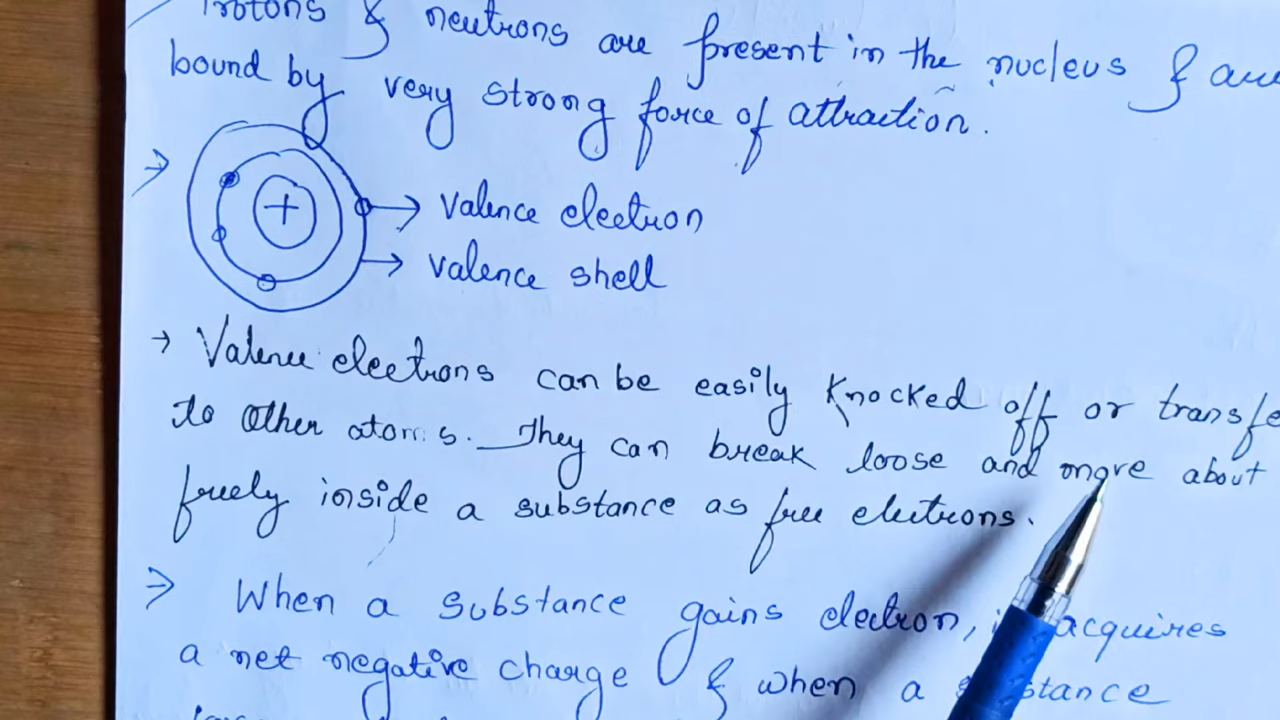 Protons & neutrons are present in the nucleus & are
bound by very strong force of attraction.
→ +
→ Valence electron
→ Valence shell
→ Valence electrons can be easily knocked off or transfe
to other atoms. They can break loose and move about
freely inside a substance as free electrons.
→ When a substance gains electron, it acquires
a net negative charge & when a substance